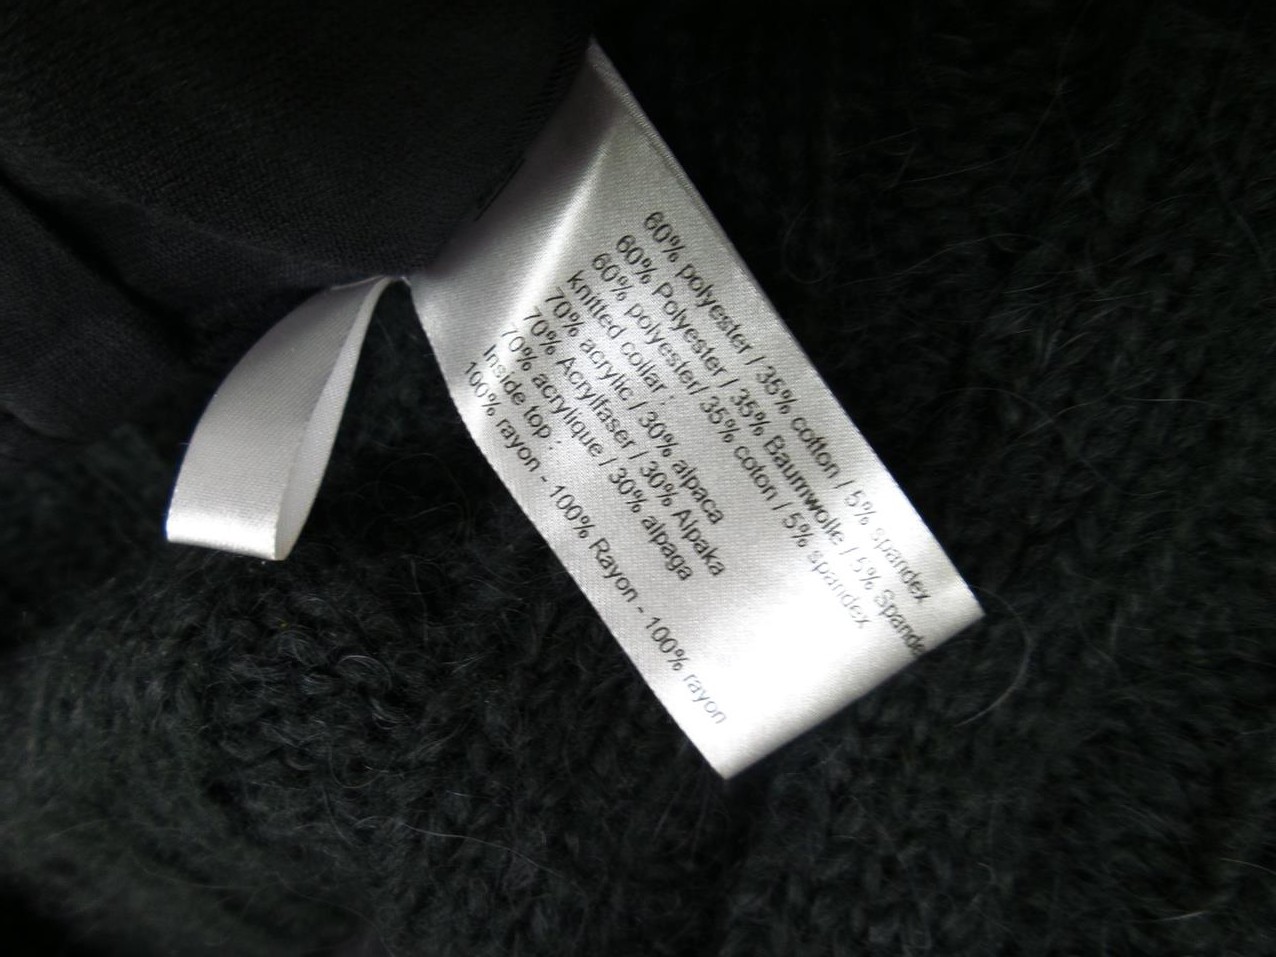 60% polyester / 35% cotton / 5% spandex
60% Polyester / 35% Baumwolle / 5% Spande
60% polyester/ 35% coton / 5% spandex
knitted collar :
70% acrylic / 30% alpaca
70% Acrylfaser / 30% Alpaka
70% acrylique / 30% alpaga
Inside top :
100% rayon - 100% Rayon - 100% rayon